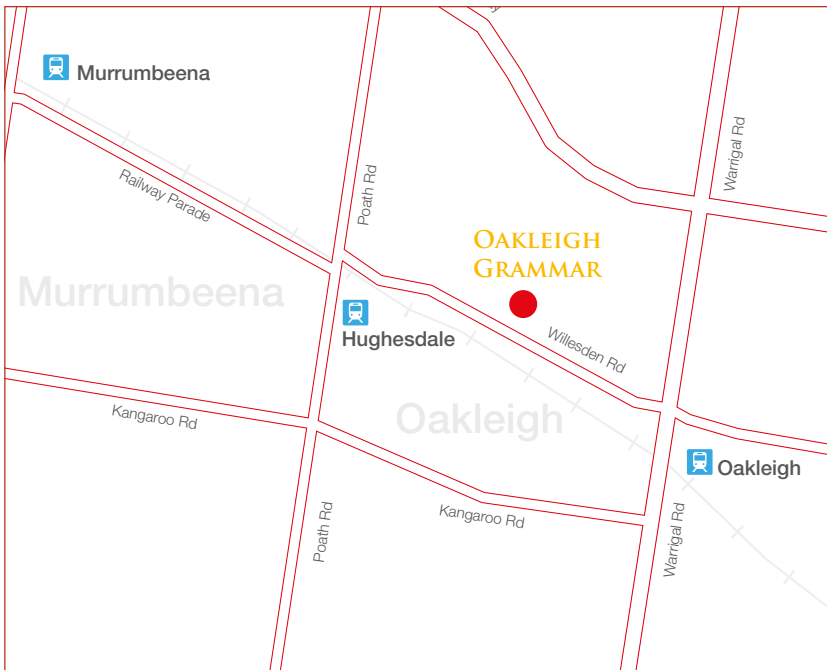 Murrumbeena
Warrigal Rd
Poath Rd
Railway Parade
OAKLEIGH
GRAMMAR
Murrumbeena
Hughesdale
Willesden Rd
Kangaroo Rd
Oakleigh
Oakleigh
Kangaroo Rd
Poath Rd
Warrigal Rd